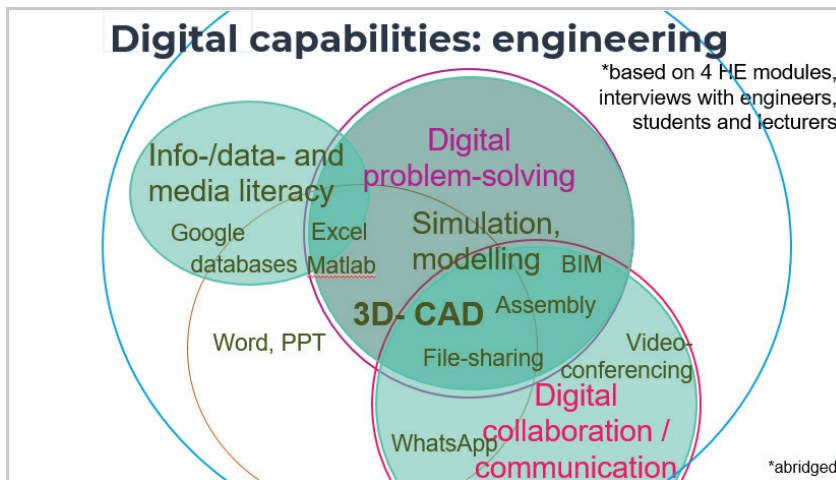 Digital capabilities: engineering
*based on 4 HE modules,
interviews with engineers,
students and lecturers
Info-/data- and
media literacy
Google
databases
Excel
Matlab
Digital
problem-solving
Simulation,
modelling
BIM
3D- CAD
Assembly
File-sharing
Word, PPT
Video-
conferencing
Digital
collaboration /
communication
WhatsApp
*abridged